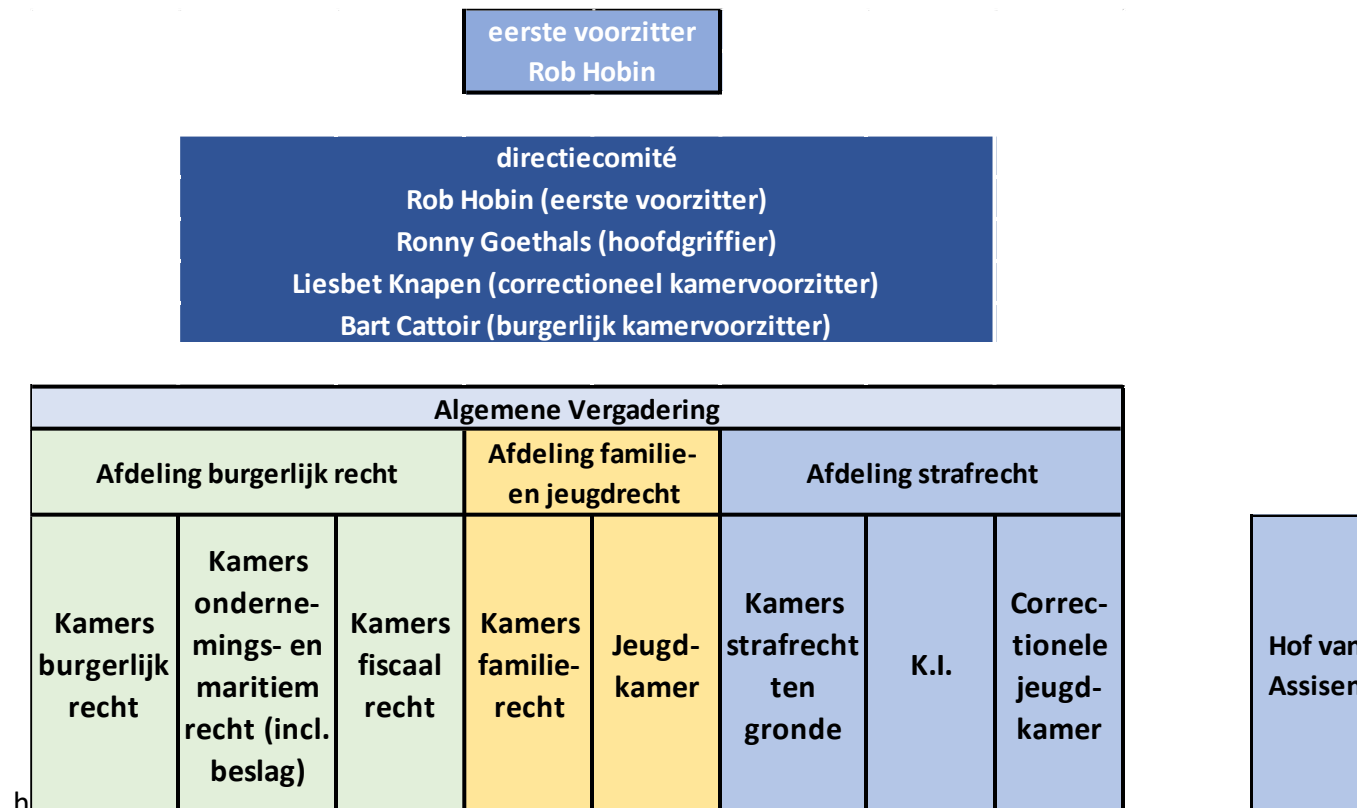 eerste voorzitter
Rob Hobin
directiecomité
Rob Hobin (eerste voorzitter)
Ronny Goethals (hoofdgriffier)
Liesbet Knapen (correctioneel kamervoorzitter)
Bart Cattoir (burgerlijk kamervoorzitter)
Algemene Vergadering
Afdeling burgerlijk recht
Afdeling familie-
en jeugdrecht
Afdeling strafrecht
Kamers
burgerlijk
recht
Kamers
onderne-
mings- en
maritiem
recht (incl.
beslag)
Kamers
fiscaal
recht
Kamers
familie-
recht
Jeugd-
kamer
Kamers
strafrecht
ten
gronde
K.I.
Correc-
tionele
jeugd-
kamer
Hof van
Assisen
h